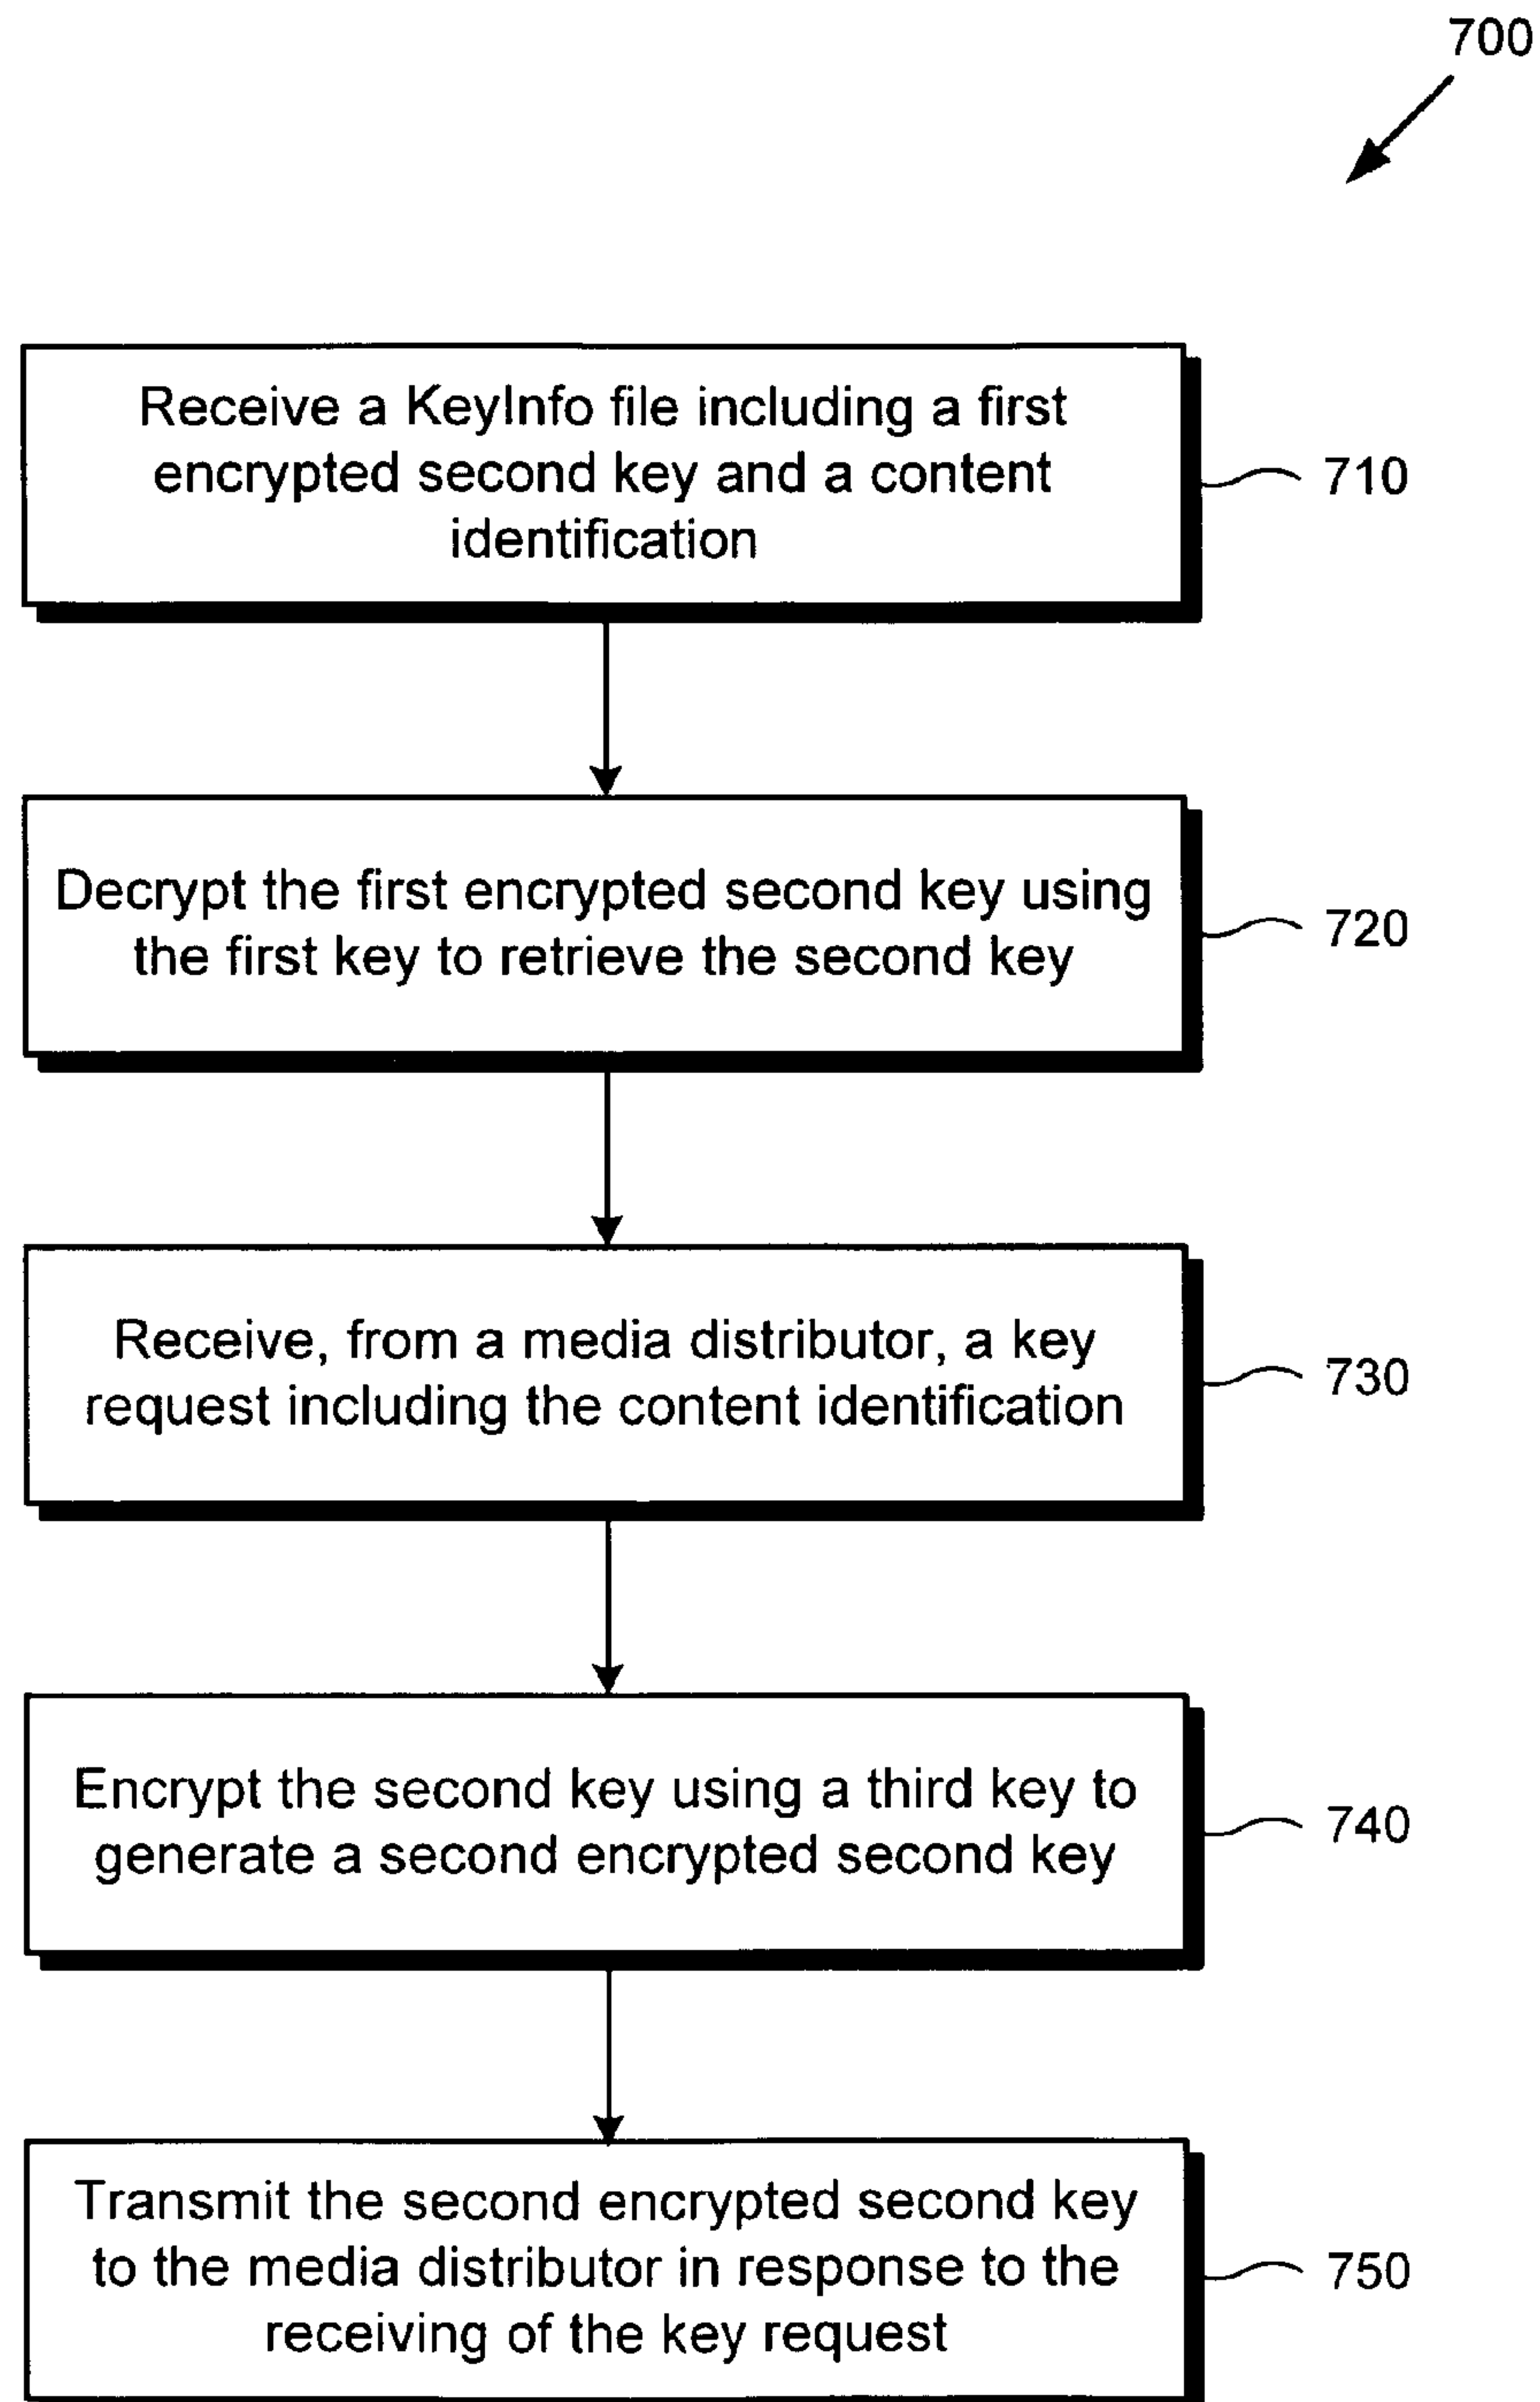 700
Receive a KeyInfo file including a first
encrypted second key and a content
identification
710
Decrypt the first encrypted second key using
the first key to retrieve the second key
720
Receive, from a media distributor, a key
request including the content identification
730
Encrypt the second key using a third key to
generate a second encrypted second key
740
Transmit the second encrypted second key
to the media distributor in response to the
receiving of the key request
750